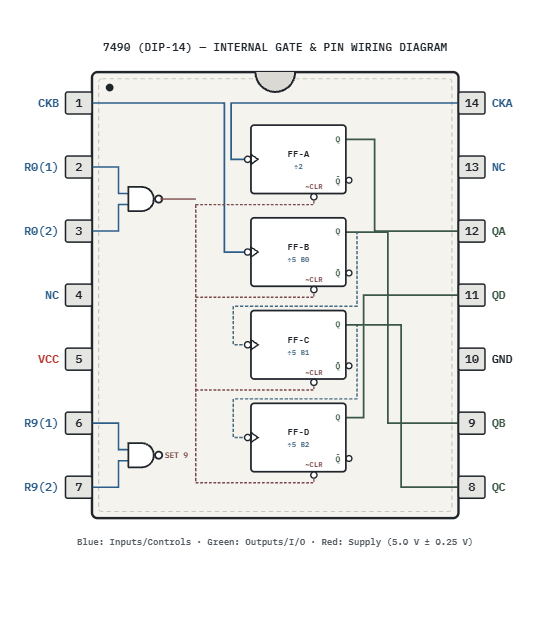 7490 (DIP-14) — INTERNAL GATE & PIN WIRING DIAGRAM
CKB 1
14 CKA
R0(1) 2
13 NC
R0(2) 3
12 QA
NC 4
11 QD
VCC 5
10 GND
R9(1) 6
9 QB
R9(2) 7
8 QC
SET 9
Q
FF-A
÷2
Q̄
~CLR
Q
FF-B
÷5 B0
Q̄
~CLR
Q
FF-C
÷5 B1
Q̄
~CLR
Q
FF-D
÷5 B2
Q̄
~CLR
Blue: Inputs/Controls · Green: Outputs/I/O · Red: Supply (5.0 V ± 0.25 V)